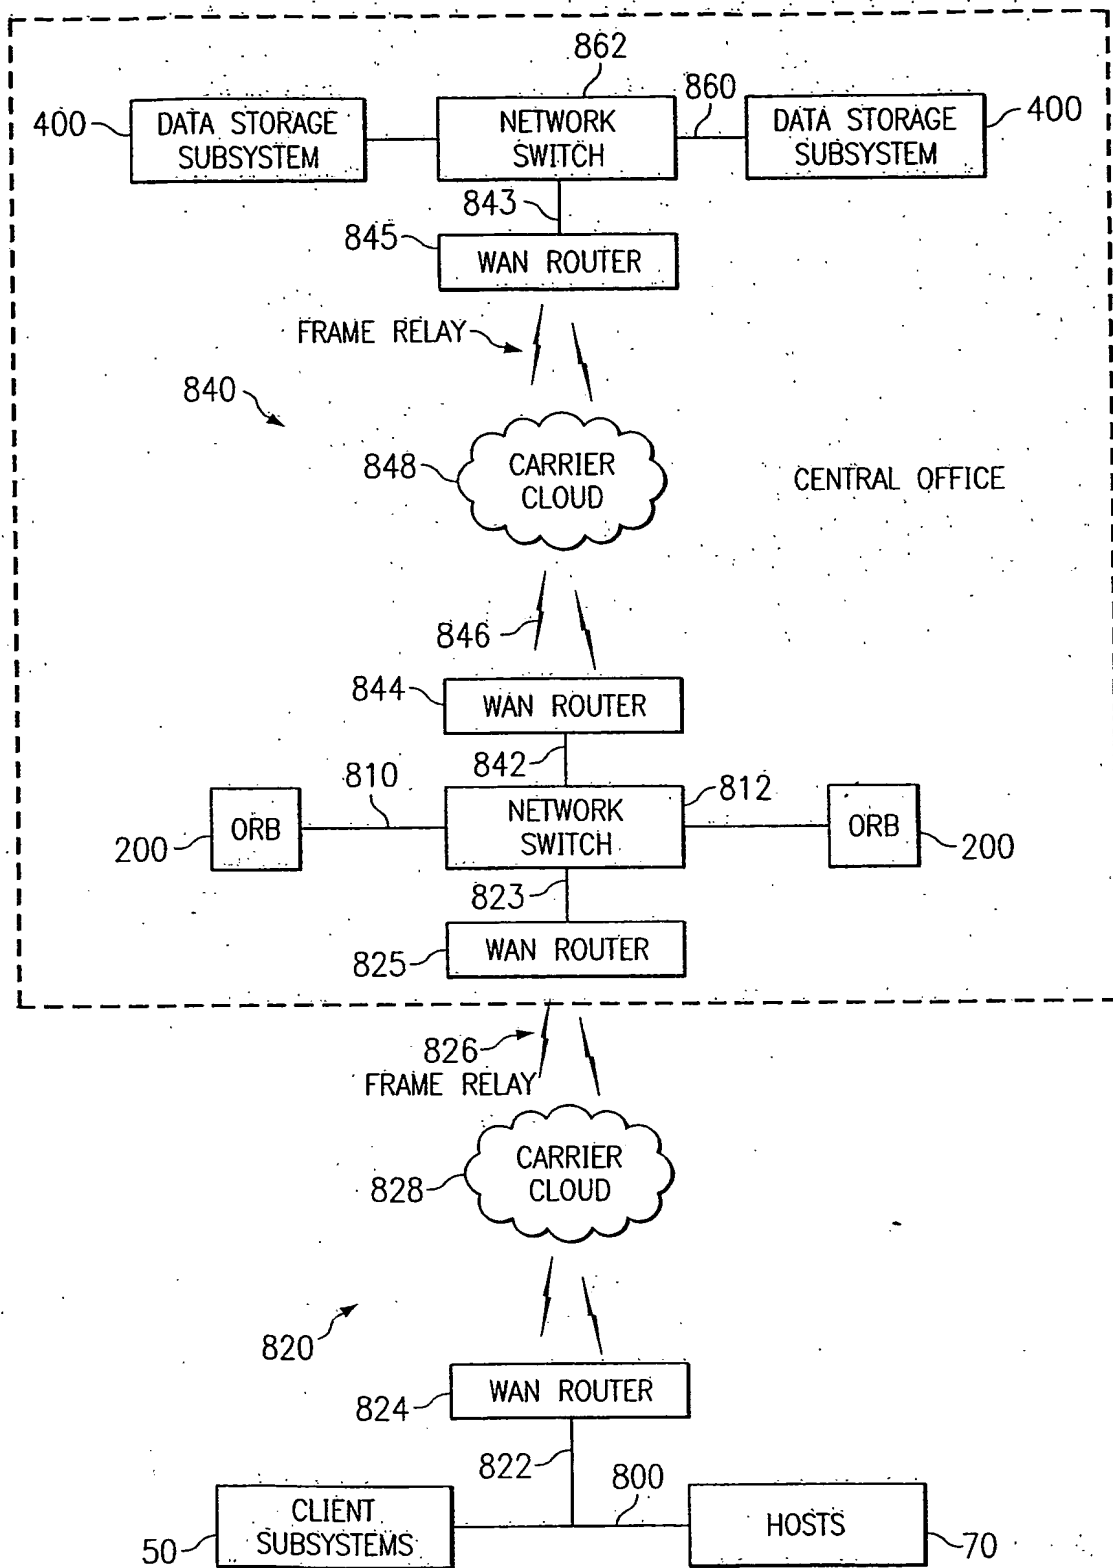 862
860
400
DATA STORAGE
SUBSYSTEM
NETWORK
SWITCH
DATA STORAGE
SUBSYSTEM
400
843
845
WAN ROUTER
FRAME RELAY
840
848
CARRIER
CLOUD
CENTRAL OFFICE
846
844
WAN ROUTER
842
810
812
200
ORB
NETWORK
SWITCH
ORB
200
823
825
WAN ROUTER
826
FRAME RELAY
828
CARRIER
CLOUD
820
824
WAN ROUTER
822
800
50
CLIENT
SUBSYSTEMS
HOSTS
70